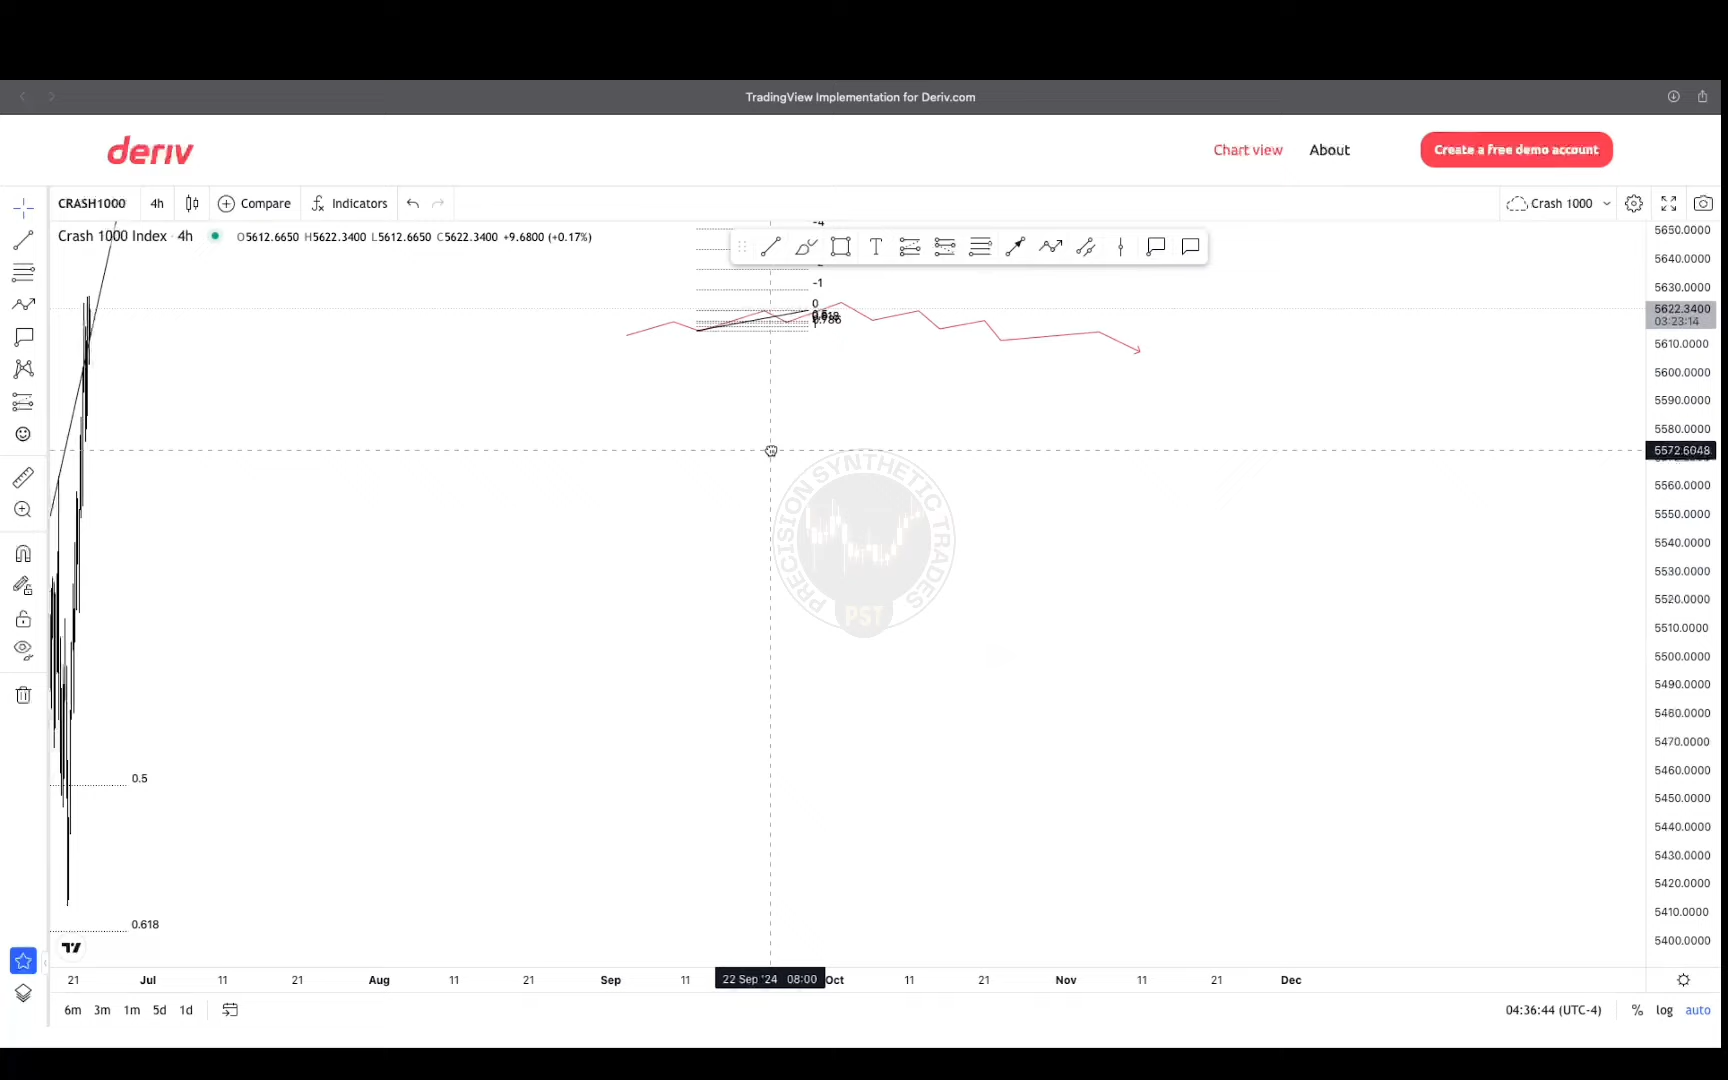 TradingView Implementation for Deriv.com
deriv
Chart view
About
Create a free demo account
CRASH1000
4h
Compare
Indicators
Crash 1000
Crash 1000 Index · 4h
O5612.6650 H5622.3400 L5612.6650 C5622.3400 +9.6800 (+0.17%)
-4
-1
0
0.786
1
5650.0000
5640.0000
5630.0000
5622.3400
03:23:14
5610.0000
5600.0000
5590.0000
5580.0000
5572.6048
5560.0000
5550.0000
5540.0000
5530.0000
5520.0000
5510.0000
5500.0000
5490.0000
5480.0000
5470.0000
5460.0000
5450.0000
5440.0000
5430.0000
5420.0000
5410.0000
5400.0000
PRECISION SYNTHETIC TRADES
PST
0.5
0.618
21 Jul 11 21 Aug 11 21 Sep 11 22 Sep '24 08:00 Oct 11 21 Nov 11 21 Dec
6m 3m 1m 5d 1d
04:36:44 (UTC-4)
% log auto